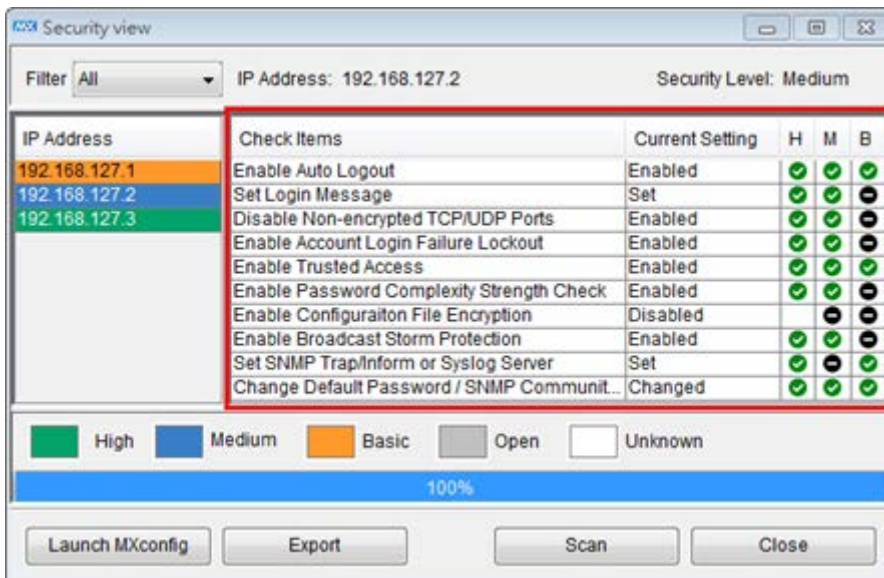 MX Security view
Filter All IP Address: 192.168.127.2 Security Level: Medium
IP Address Check Items Current Setting H M B
192.168.127.1 Enable Auto Logout Enabled
192.168.127.2 Set Login Message Set
192.168.127.3 Disable Non-encrypted TCP/UDP Ports Enabled
Enable Account Login Failure Lockout Enabled
Enable Trusted Access Enabled
Enable Password Complexity Strength Check Enabled
Enable Configuraiton File Encryption Disabled
Enable Broadcast Storm Protection Enabled
Set SNMP Trap/Inform or Syslog Server Set
Change Default Password / SNMP Communit... Changed
High Medium Basic Open Unknown
100%
Launch MXconfig Export Scan Close